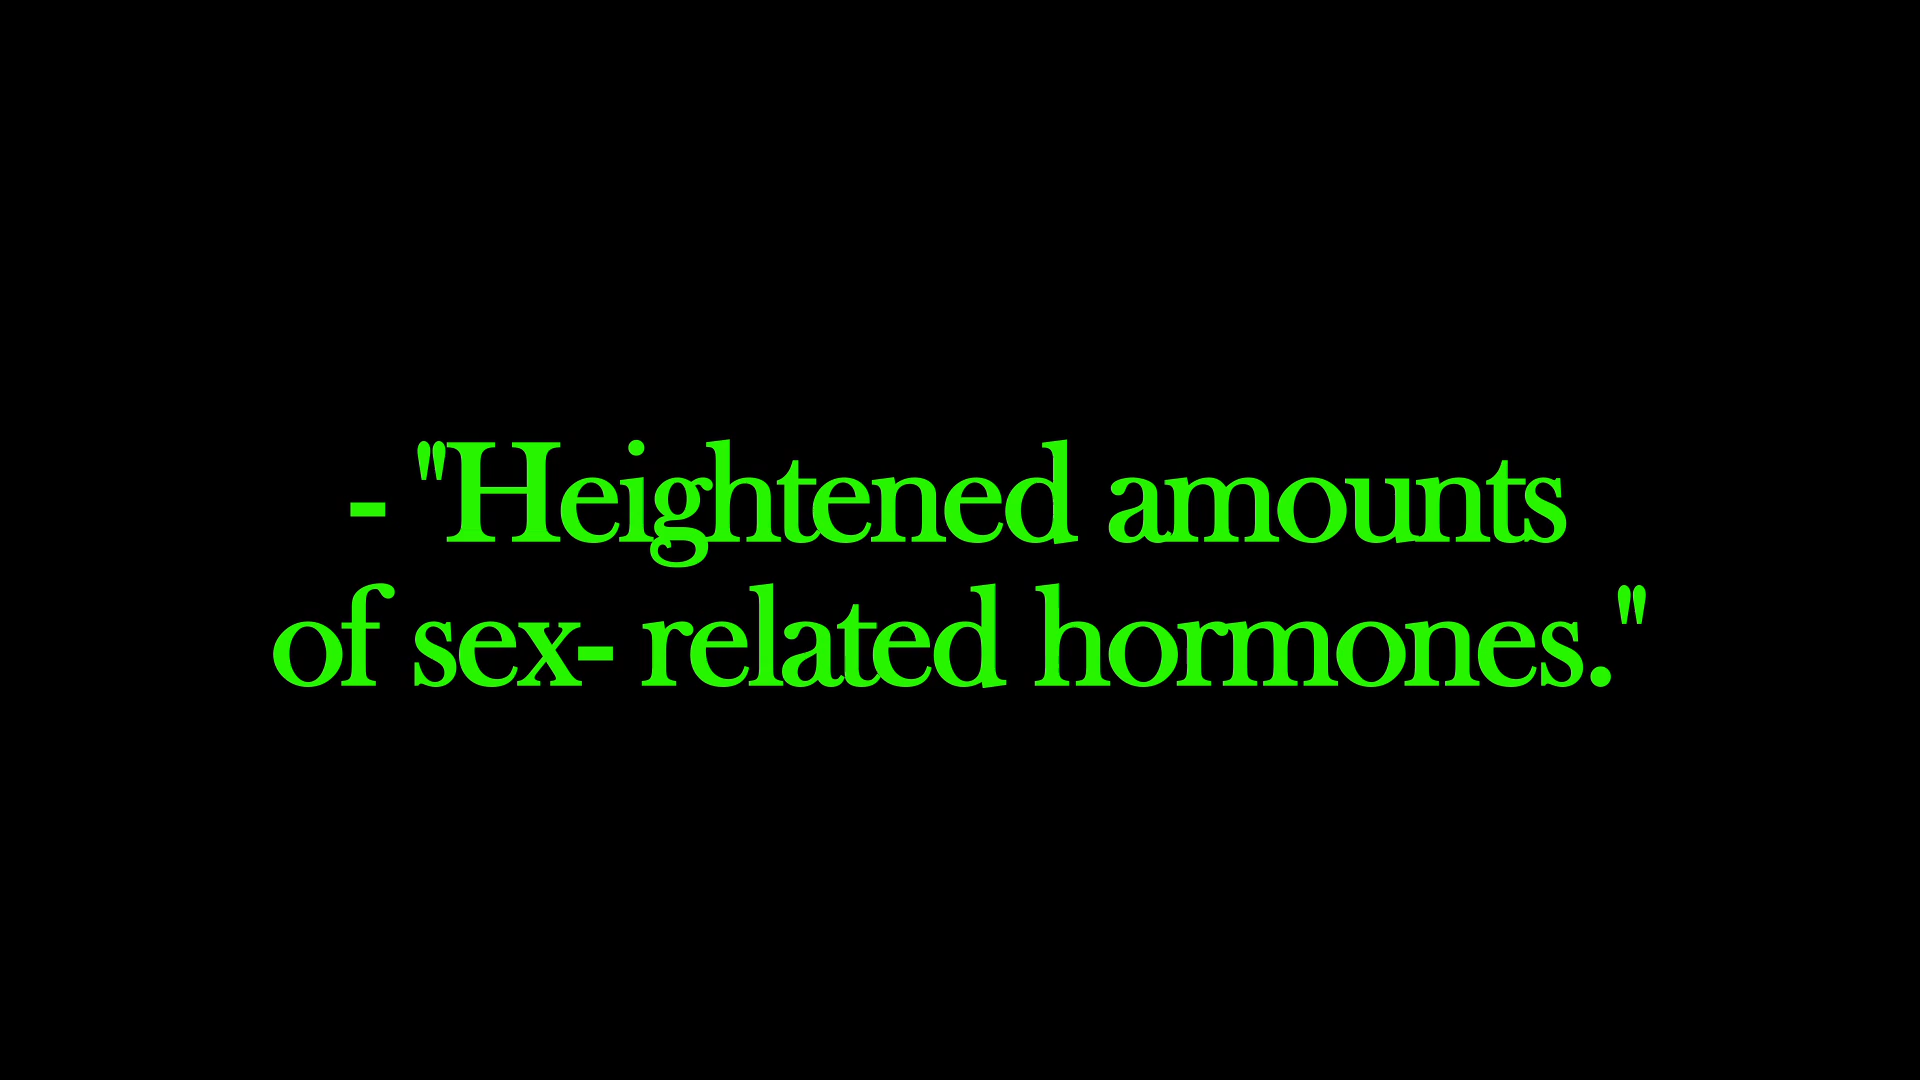 - "Heightened amounts
of sex- related hormones."